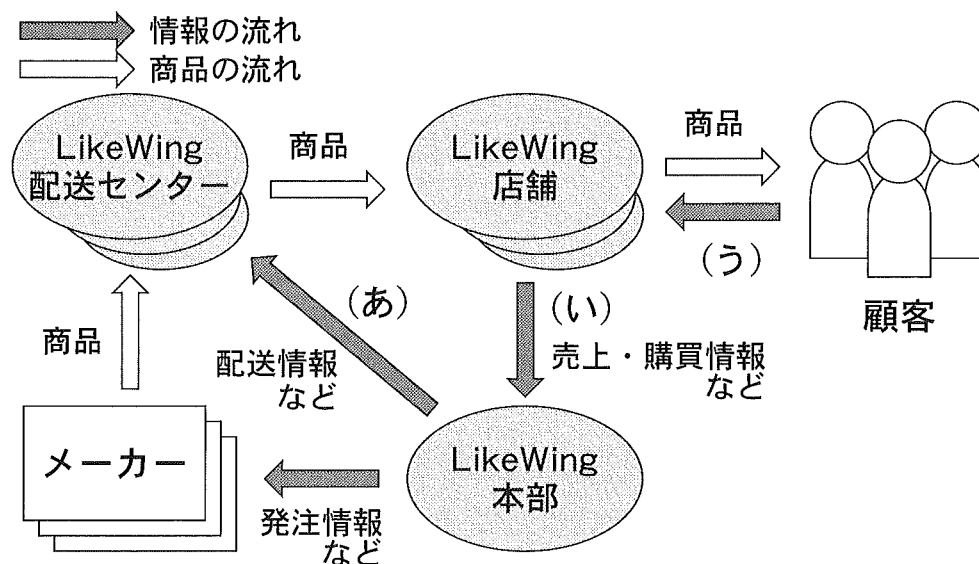 情報の流れ
商品の流れ
LikeWing
配送センター
商品
LikeWing
店舗
商品
(う)
顧客
商品
(あ)
配送情報
など
(い)
売上・購買情報
など
メーカー
発注情報
など
LikeWing
本部